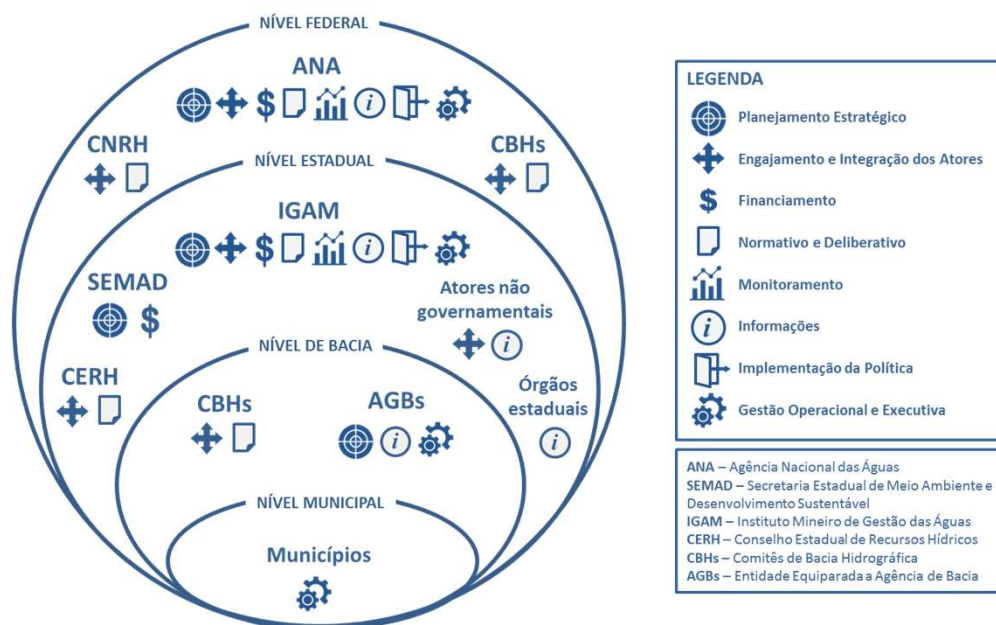 NÍVEL FEDERAL
ANA
CNRH
CBHs
NÍVEL ESTADUAL
IGAM
SEMAD
Atores não
governamentais
NÍVEL DE BACIA
CERH
Órgãos
estaduais
CBHs
AGBs
NÍVEL MUNICIPAL
Municípios
LEGENDA
Planejamento Estratégico
Engajamento e Integração dos Atores
$ Financiamento
Normativo e Deliberativo
Monitoramento
i Informações
Implementação da Política
Gestão Operacional e Executiva
ANA – Agência Nacional das Águas
SEMAD – Secretaria Estadual de Meio Ambiente e
Desenvolvimento Sustentável
IGAM – Instituto Mineiro de Gestão das Águas
CERH – Conselho Estadual de Recursos Hídricos
CBHs – Comitês de Bacia Hidrográfica
AGBs – Entidade Equiparada a Agência de Bacia